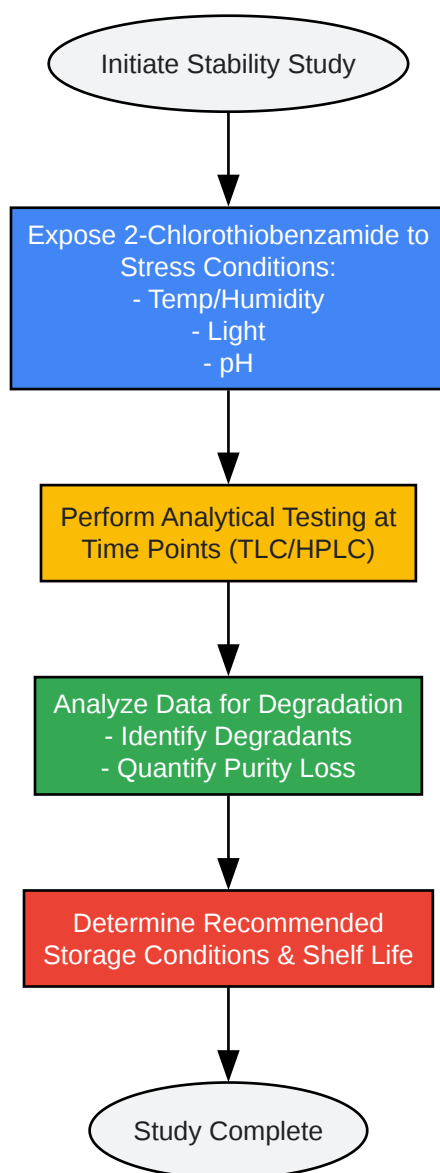 Initiate Stability Study
Expose 2-Chlorothiobenzamide to
Stress Conditions:
- Temp/Humidity
- Light
- pH
Perform Analytical Testing at
Time Points (TLC/HPLC)
Analyze Data for Degradation
- Identify Degradants
- Quantify Purity Loss
Determine Recommended
Storage Conditions & Shelf Life
Study Complete